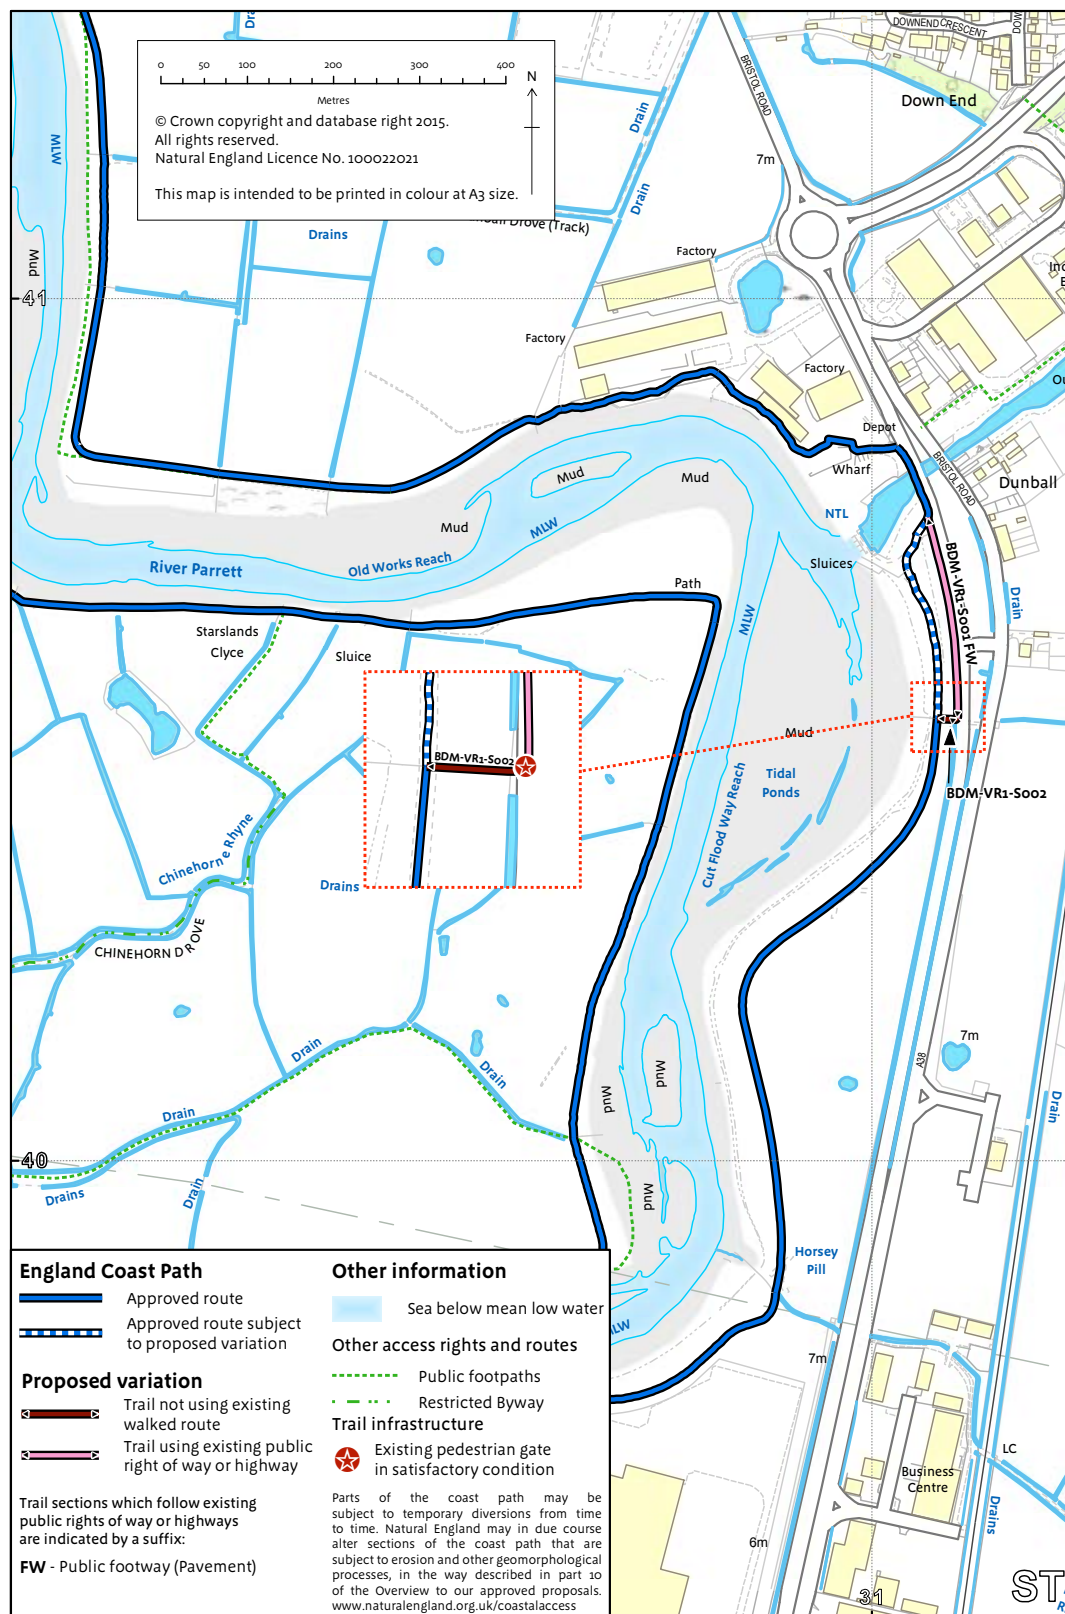 0 50 100 200 300 400
Metres
N
© Crown copyright and database right 2015.
All rights reserved.
Natural England Licence No. 100022021
This map is intended to be printed in colour at A3 size.
DOWNEND CRESCENT
Down End
BRISTOL ROAD
7m
Drain
Drain
MLW
Mud
Drove (Track)
Drains
41
Factory
Factory
Factory
Depot
Wharf
BRISTOL ROAD
Dunball
NTL
Sluices
Mud
Mud
Mud
MLW
Old Works Reach
River Parrett
Path
MLW
BDM-VR1-S001 FW
Drain
Starslands
Clyce
Sluice
BDM-VR1-S002
Mud
Tidal
Ponds
Cut Flood Way Reach
BDM-VR1-S002
Chinehorne Rhyne
Drains
CHINEHORN DROVE
7m
A38
Drain
Drain
Drain
Drain
Mud
Mud
Mud
40
Drains
Drain
Horsey
Pill
MLW
7m
LC
Business
Centre
Drains
6m
31
ST
England Coast Path
Approved route
Approved route subject
to proposed variation
Proposed variation
Trail not using existing
walked route
Trail using existing public
right of way or highway
Trail sections which follow existing
public rights of way or highways
are indicated by a suffix:
FW - Public footway (Pavement)
Other information
Sea below mean low water
Other access rights and routes
Public footpaths
Restricted Byway
Trail infrastructure
Existing pedestrian gate
in satisfactory condition
Parts of the coast path may be
subject to temporary diversions from time
to time. Natural England may in due course
alter sections of the coast path that are
subject to erosion and other geomorphological
processes, in the way described in part 10
of the Overview to our approved proposals.
www.naturalengland.org.uk/coastalaccess